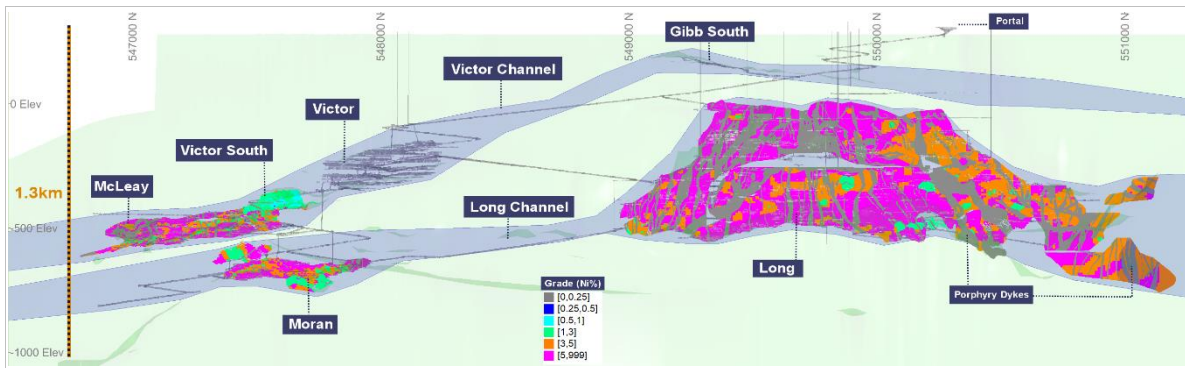 547000 N
548000 N
549000 N
550000 N
551000 N
Portal
Gibb South
Victor Channel
0 Elev
Victor
Victor South
1.3km
McLeay
Long Channel
-500 Elev
Long
Grade (Ni%)
[0,0.25]
[0.25,0.5]
[0.5,1]
[1,3]
[3,5]
[5,999]
Porphyry Dykes
Moran
-1000 Elev